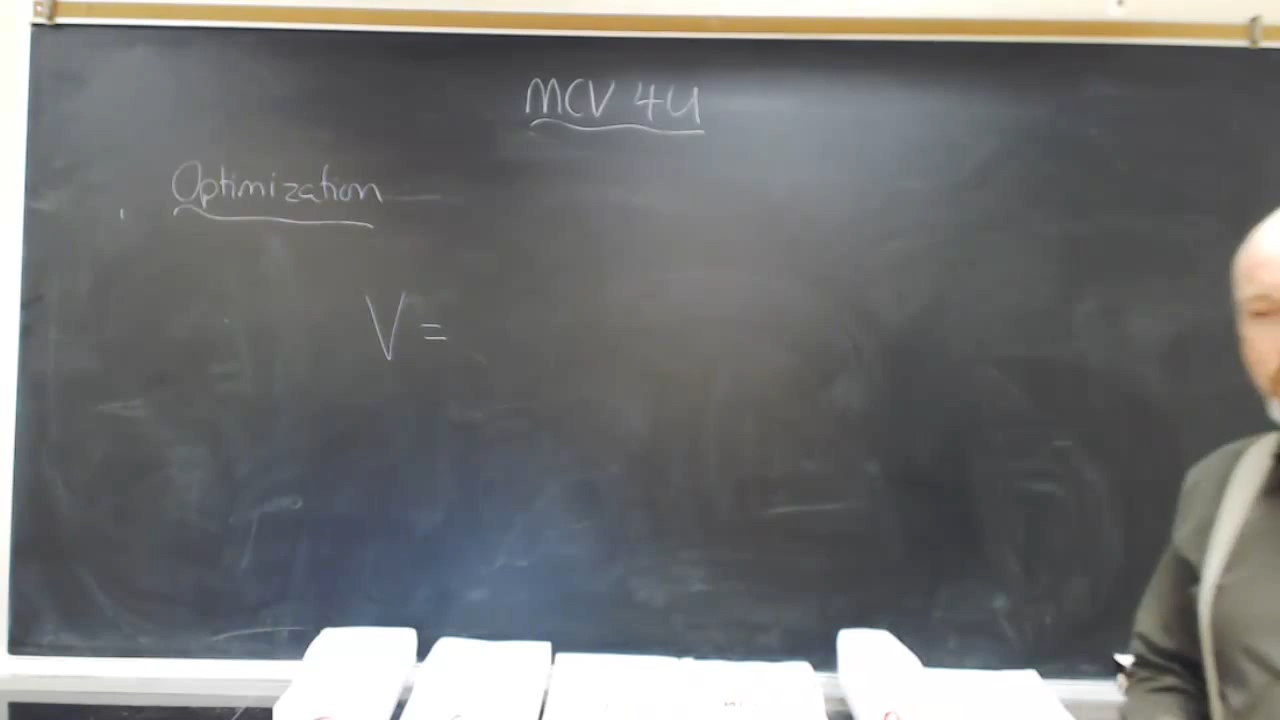 MCV 4U
Optimization
V =